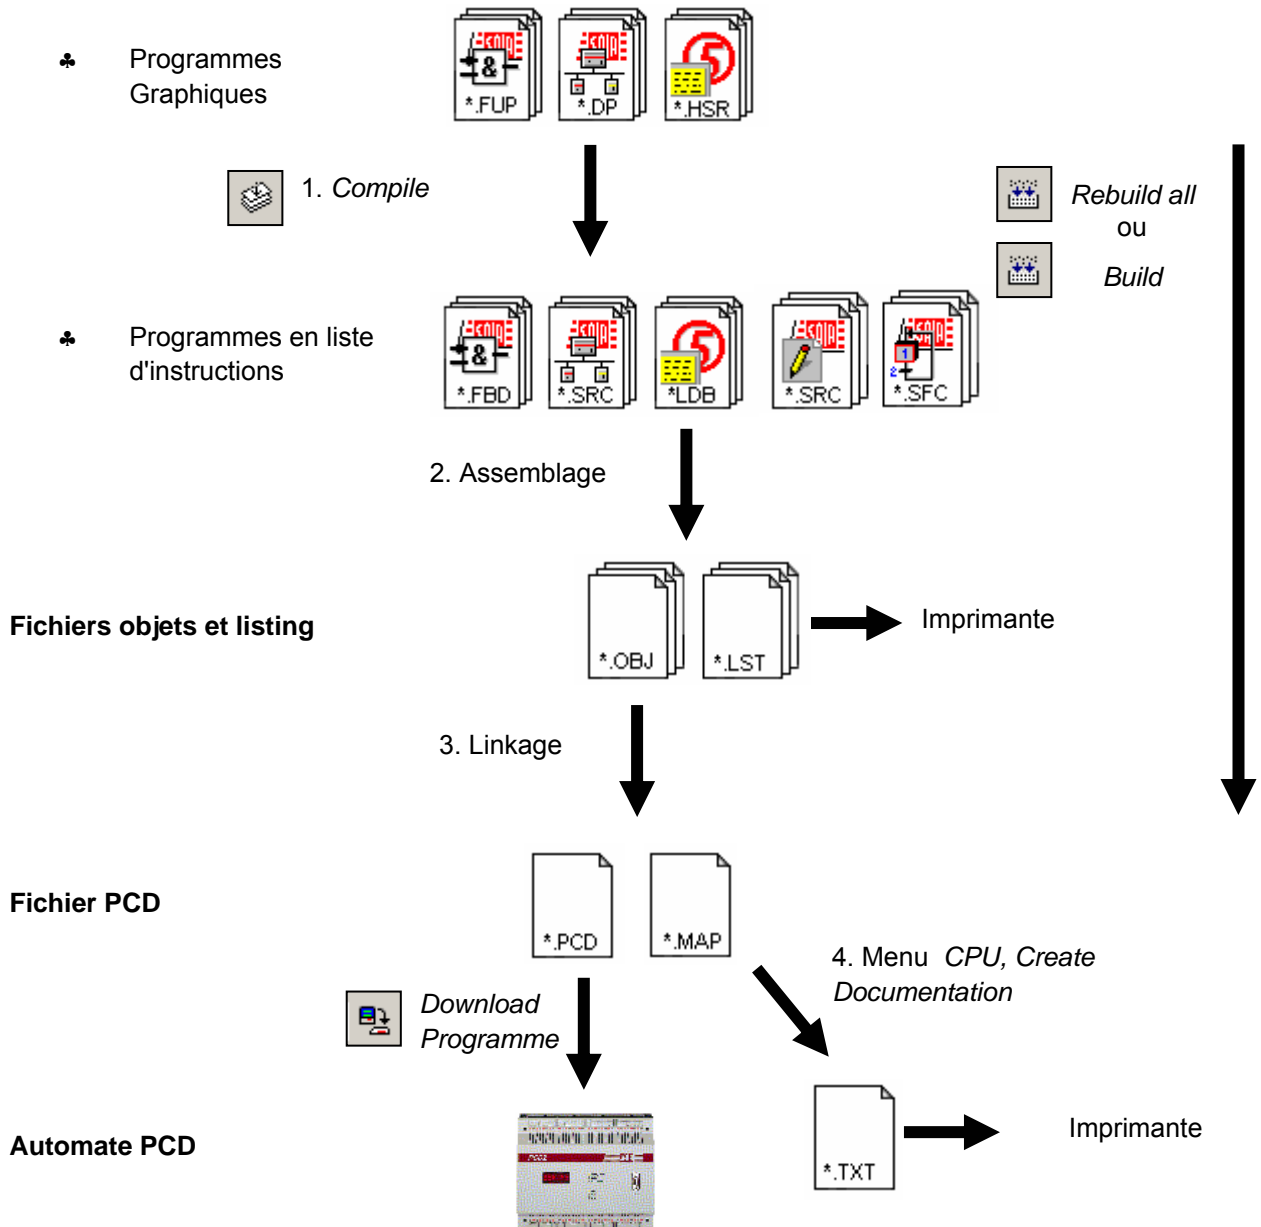 ♣ Programmes
Graphiques
*.FUP
*.DP
*.HSR
1. Compile
Rebuild all
ou
Build
♣ Programmes en liste
d'instructions
*.FBD
*.SRC
*LDB
*.SRC
*.SFC
2. Assemblage
Fichiers objets et listing
*.OBJ
*.LST
Imprimante
3. Linkage
Fichier PCD
*.PCD
*.MAP
4. Menu CPU, Create
Documentation
Download
Programme
Automate PCD
*.TXT
Imprimante